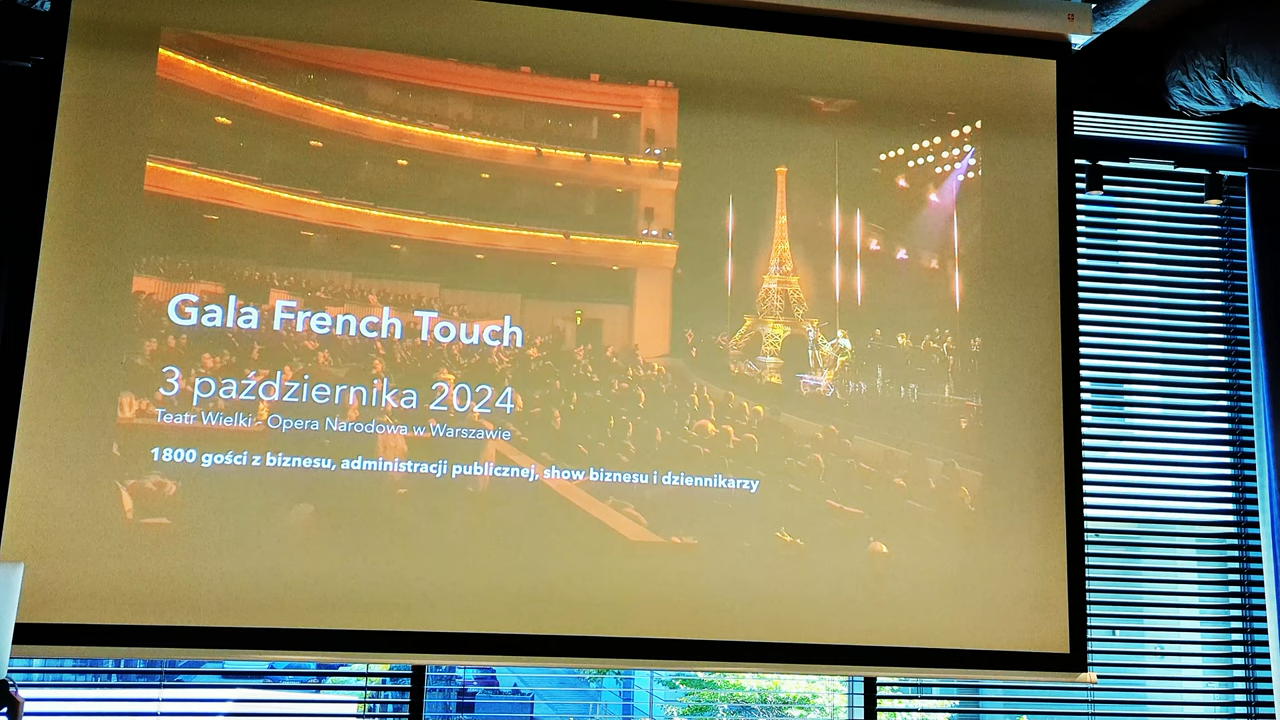 Gala French Touch
3 października 2024
Teatr Wielki - Opera Narodowa w Warszawie
1800 gości z biznesu, administracji publicznej, show biznesu i dziennikarzy